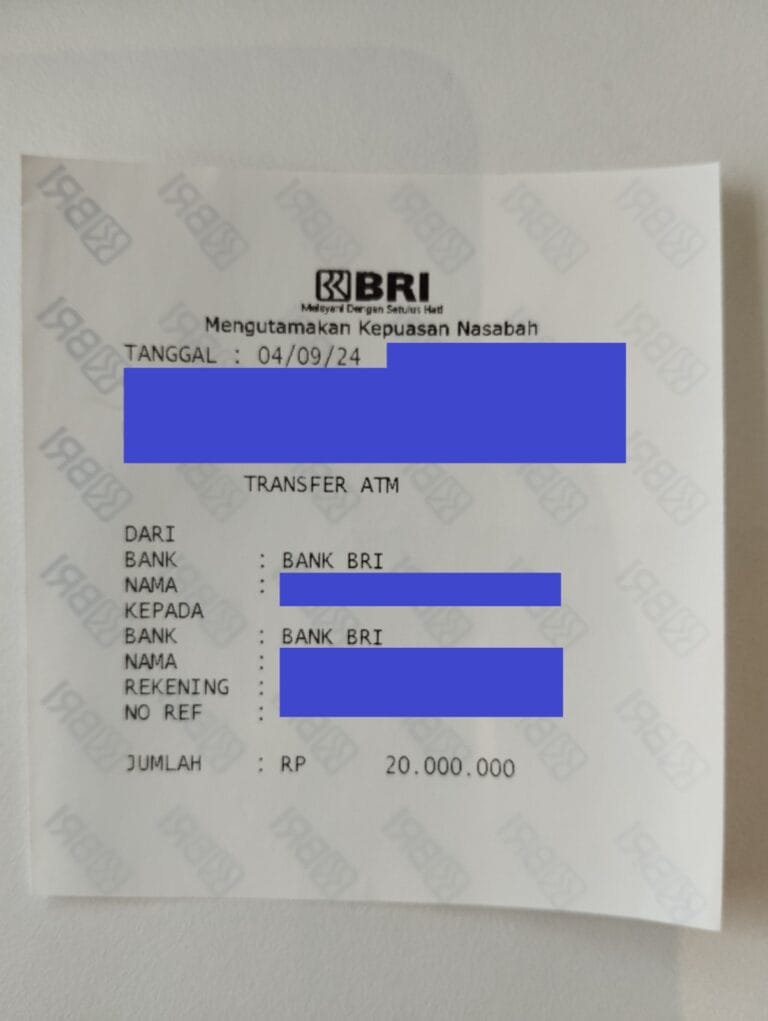 BRI
Melayani Dengan Setulus Hati
Mengutamakan Kepuasan Nasabah
TANGGAL : 04/09/24
TRANSFER ATM
DARI
BANK : BANK BRI
NAMA :
KEPADA
BANK : BANK BRI
NAMA :
REKENING :
NO REF :
JUMLAH : RP 20.000.000